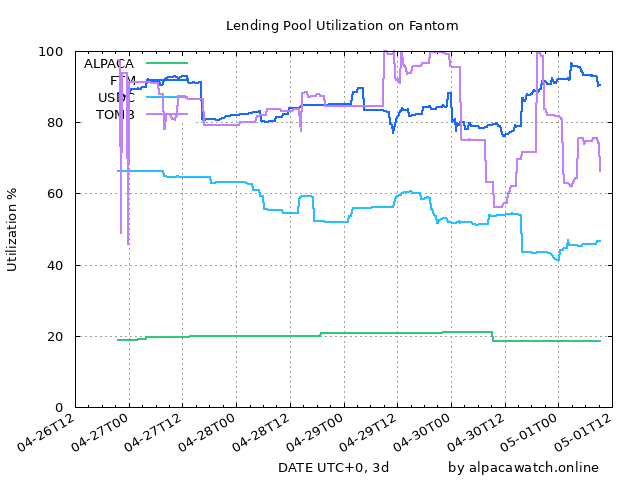 Lending Pool Utilization on Fantom
100
80
60
40
20
0
Utilization %
ALPACA
FTM
USDC
TOMB
04-26T12
04-27T00
04-27T12
04-28T00
04-28T12
04-29T00
04-29T12
04-30T00
04-30T12
05-01T00
05-01T12
DATE UTC+0, 3d
by alpacawatch.online